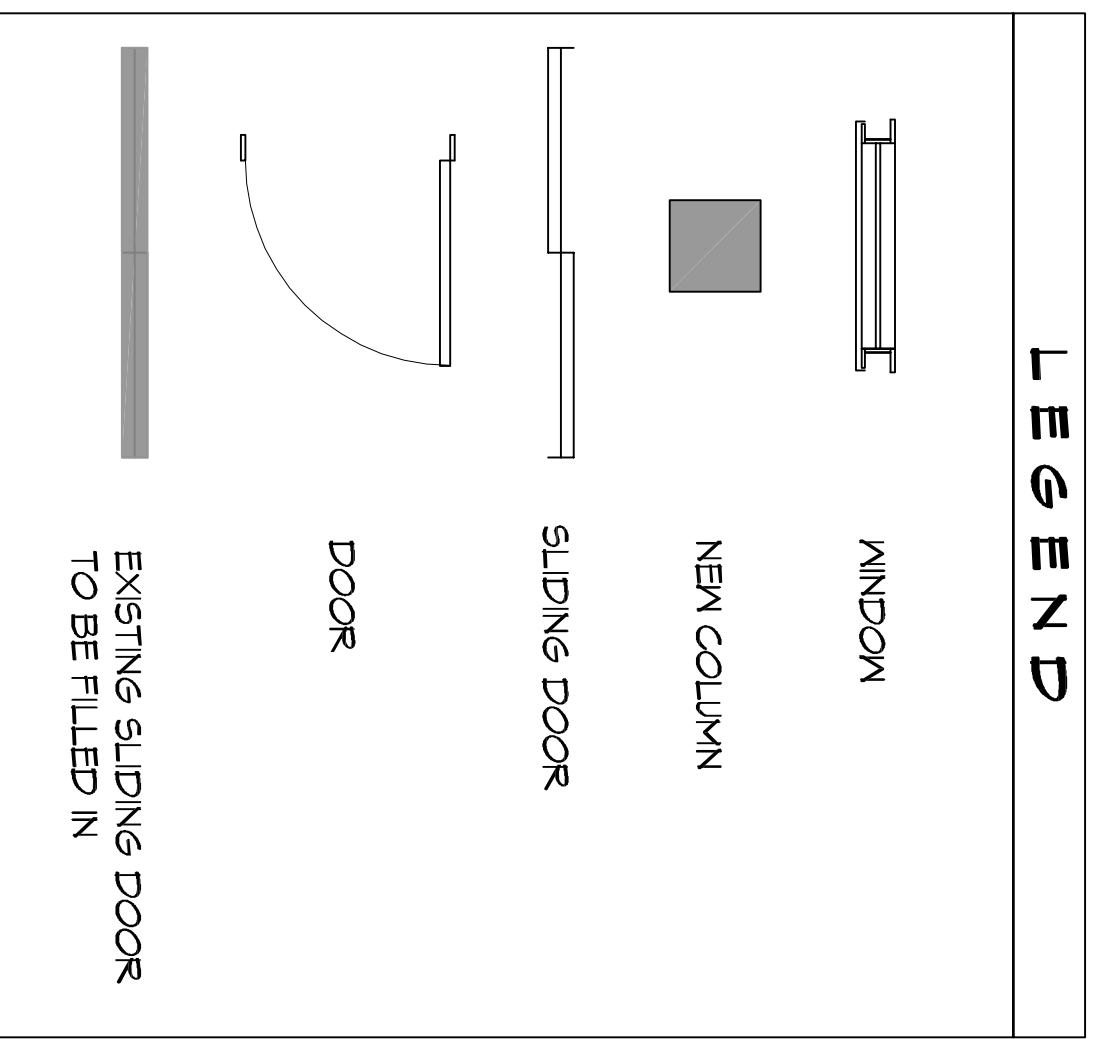 LEGEND
WINDOW
NEW COLUMN
SLIDING DOOR
DOOR
EXISTING SLIDING DOOR
TO BE FILLED IN